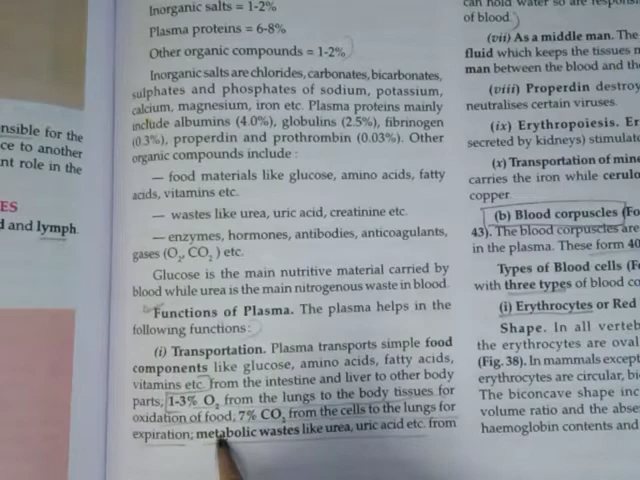 nsible for the
ce to another
nt role in the
ES
d and lymph.
Inorganic salts = 1-2%
Plasma proteins = 6-8%
Other organic compounds = 1-2%
Inorganic salts are chlorides, carbonates, bicarbonates,
sulphates and phosphates of sodium, potassium,
calcium, magnesium, iron etc. Plasma proteins mainly
include albumins (4.0%), globulins (2.5%), fibrinogen
(0.3%), properdin and prothrombin (0.03%). Other
organic compounds include :
— food materials like glucose, amino acids, fatty
acids, vitamins etc.
— wastes like urea, uric acid, creatinine etc.
— enzymes, hormones, antibodies, anticoagulants,
gases (O₂, CO₂ ) etc.
Glucose is the main nutritive material carried by
blood while urea is the main nitrogenous waste in blood.
Functions of Plasma. The plasma helps in the
following functions:
(i) Transportation. Plasma transports simple food
components like glucose, amino acids, fatty acids,
vitamins etc. from the intestine and liver to other body
parts; 1-3% O₂ from the lungs to the body tissues for
oxidation of food, 7% CO₂ from the cells to the lungs for
expiration; metabolic wastes like urea, uric acid etc. from
can hold water so are respons
of blood.
(vii) As a middle man. The
fluid which keeps the tissues m
man between the blood and th
(viii) Properdin destroy
neutralises certain viruses.
(ix) Erythropoiesis. Er
secreted by kidneys) stimulate
(x) Transportation of mine
carries the iron while cerulo
copper
(b) Blood corpuscles (Fo
43). The blood corpuscles are
in the plasma. These form 40
Types of Blood cells (F
with three types of blood co
(i) Erythrocytes or Red
Shape. In all verteb
the erythrocytes are oval
(Fig. 38). In mammals except
erythrocytes are circular, bi
The biconcave shape inc
volume ratio and the abse
haemoglobin contents and